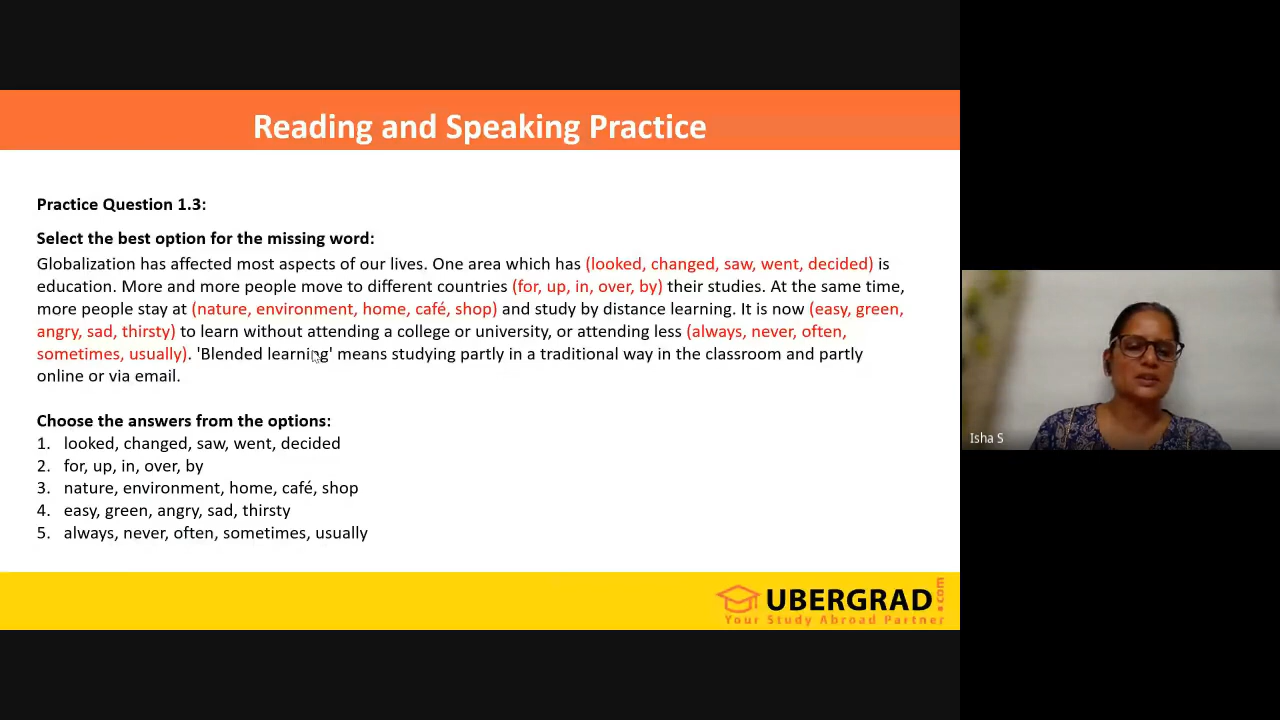 Reading and Speaking Practice
Practice Question 1.3:
Select the best option for the missing word:
Globalization has affected most aspects of our lives. One area which has (looked, changed, saw, went, decided) is
education. More and more people move to different countries (for, up, in, over, by) their studies. At the same time,
more people stay at (nature, environment, home, café, shop) and study by distance learning. It is now (easy, green,
angry, sad, thirsty) to learn without attending a college or university, or attending less (always, never, often,
sometimes, usually). 'Blended learning' means studying partly in a traditional way in the classroom and partly
online or via email.
Choose the answers from the options:
1. looked, changed, saw, went, decided
2. for, up, in, over, by
3. nature, environment, home, café, shop
4. easy, green, angry, sad, thirsty
5. always, never, often, sometimes, usually
UBERGRAD.com
Your Study Abroad Partner
Isha S